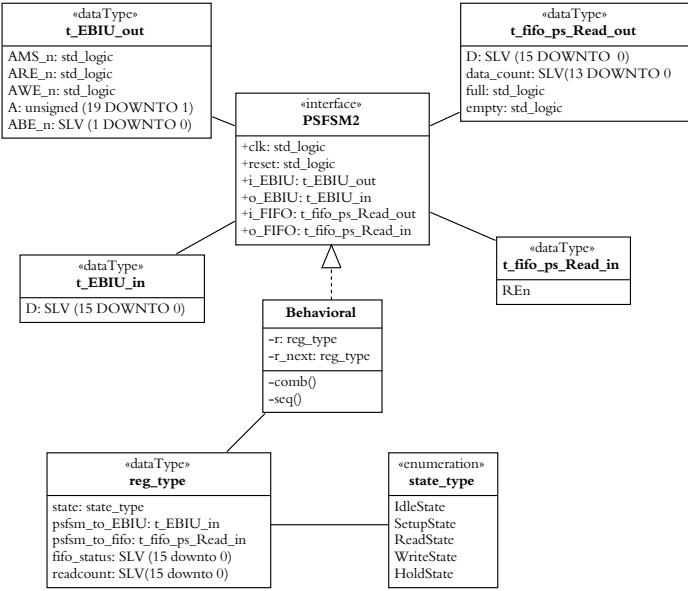 «dataType»
t_EBIU_out
AMS_n: std_logic
ARE_n: std_logic
AWE_n: std_logic
A: unsigned (19 DOWNTO 1)
ABE_n: SLV (1 DOWNTO 0)
«dataType»
t_fifo_ps_Read_out
D: SLV (15 DOWNTO 0)
data_count: SLV(13 DOWNTO 0
full: std_logic
empty: std_logic
«interface»
PSFSM2
+clk: std_logic
+reset: std_logic
+i_EBIU: t_EBIU_out
+o_EBIU: t_EBIU_in
+i_FIFO: t_fifo_ps_Read_out
+o_FIFO: t_fifo_ps_Read_in
«dataType»
t_EBIU_in
D: SLV (15 DOWNTO 0)
«dataType»
t_fifo_ps_Read_in
REn
Behavioral
-r: reg_type
-r_next: reg_type
-comb()
-seq()
«dataType»
reg_type
state: state_type
psfsm_to_EBIU: t_EBIU_in
psfsm_to_fifo: t_fifo_ps_Read_in
fifo_status: SLV (15 downto 0)
readcount: SLV(15 downto 0)
«enumeration»
state_type
IdleState
SetupState
ReadState
WriteState
HoldState